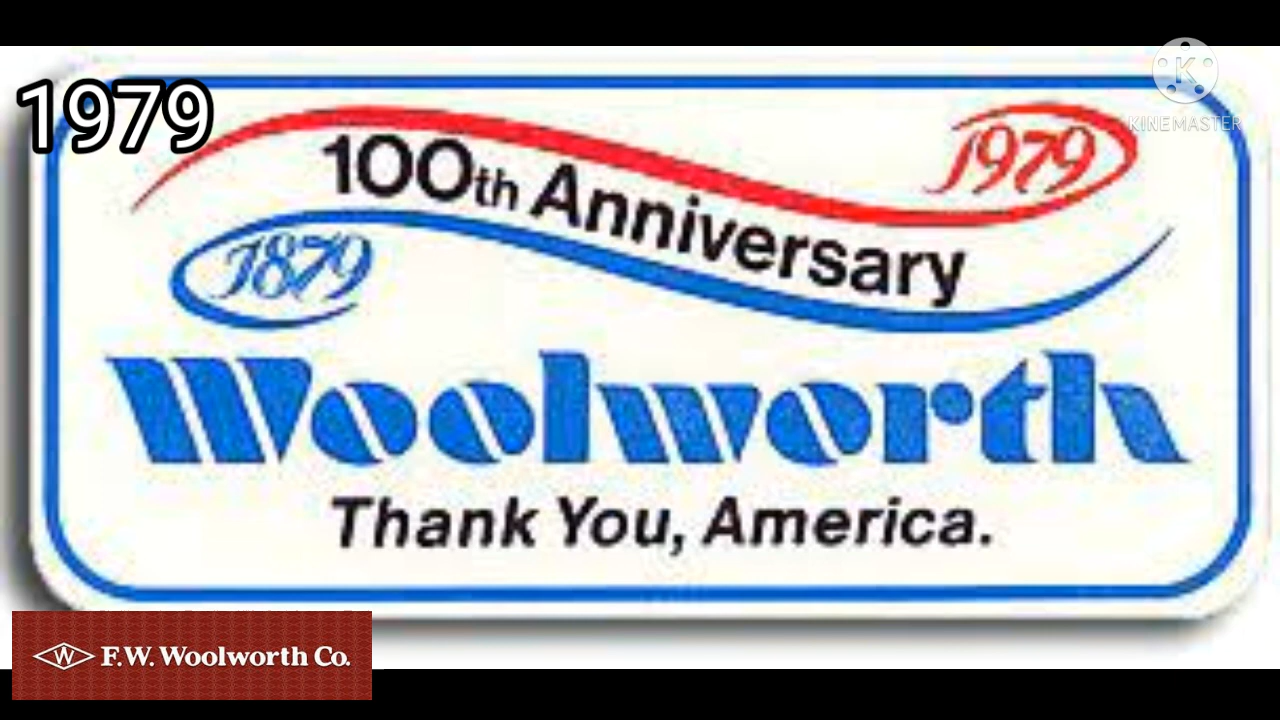 1979
KINEMASTER
1979
100th Anniversary
1879
Woolworth
Thank You, America.
W F.W. Woolworth Co.